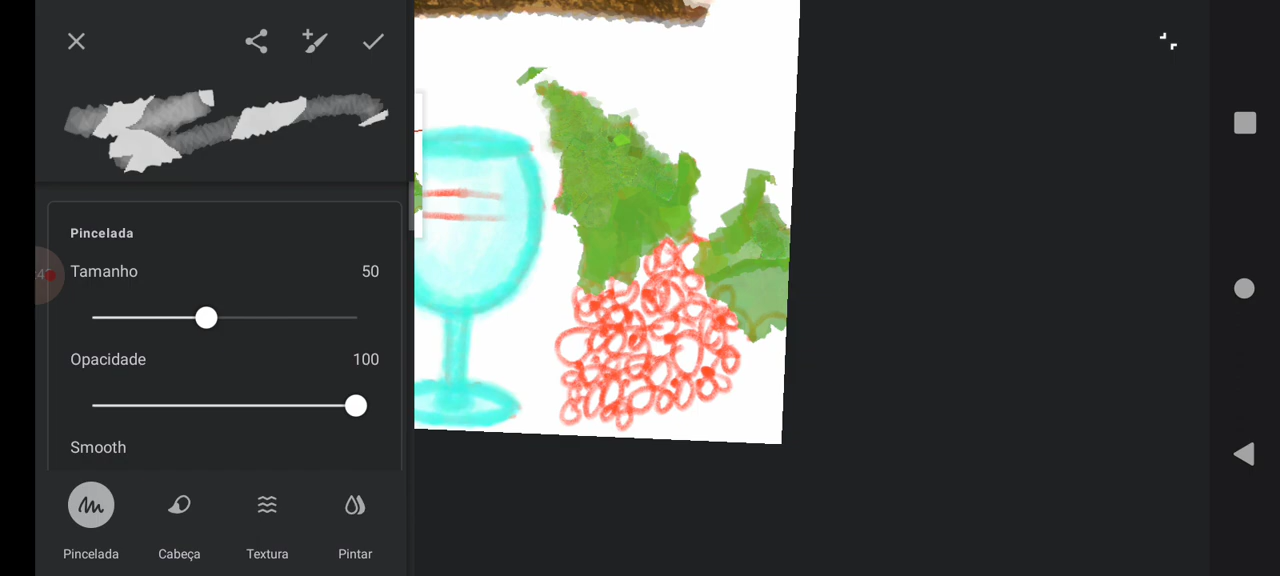 Pincelada
Tamanho 50
Opacidade 100
Smooth
Pincelada Cabeça Textura Pintar